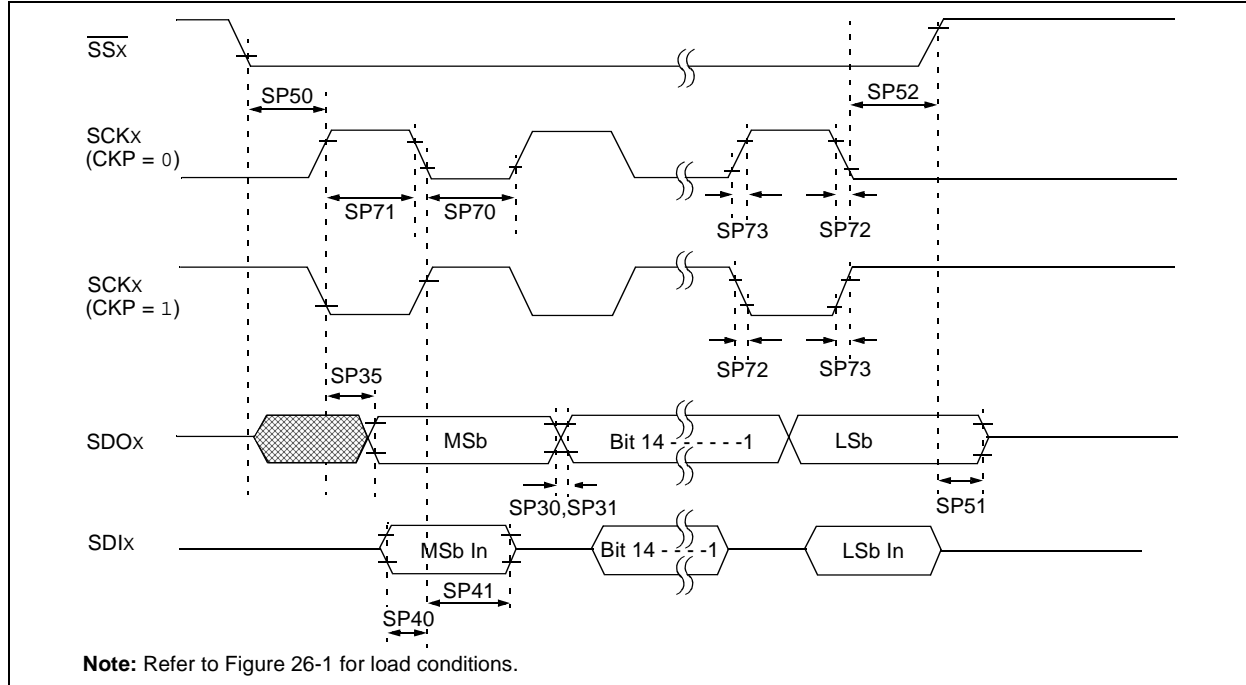 SSX
SP50
SP52
SCKX
(CKP = 0)
SP71
SP70
SP73
SP72
SCKX
(CKP = 1)
SP72
SP73
SP35
SDOX
MSb
Bit 14 - - - - - -1
LSb
SP30,SP31
SP51
SDIX
MSb In
Bit 14 - - - -1
LSb In
SP41
SP40
Note: Refer to Figure 26-1 for load conditions.